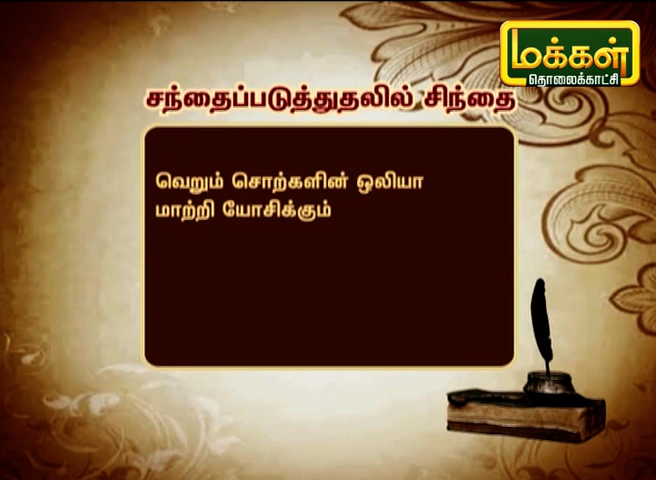 மக்கள்
தொலைக்காட்சி
சந்தைப்படுத்துதலில் சிந்தை
வெறும் சொற்களின் ஒலியா
மாற்றி யோசிக்கும்